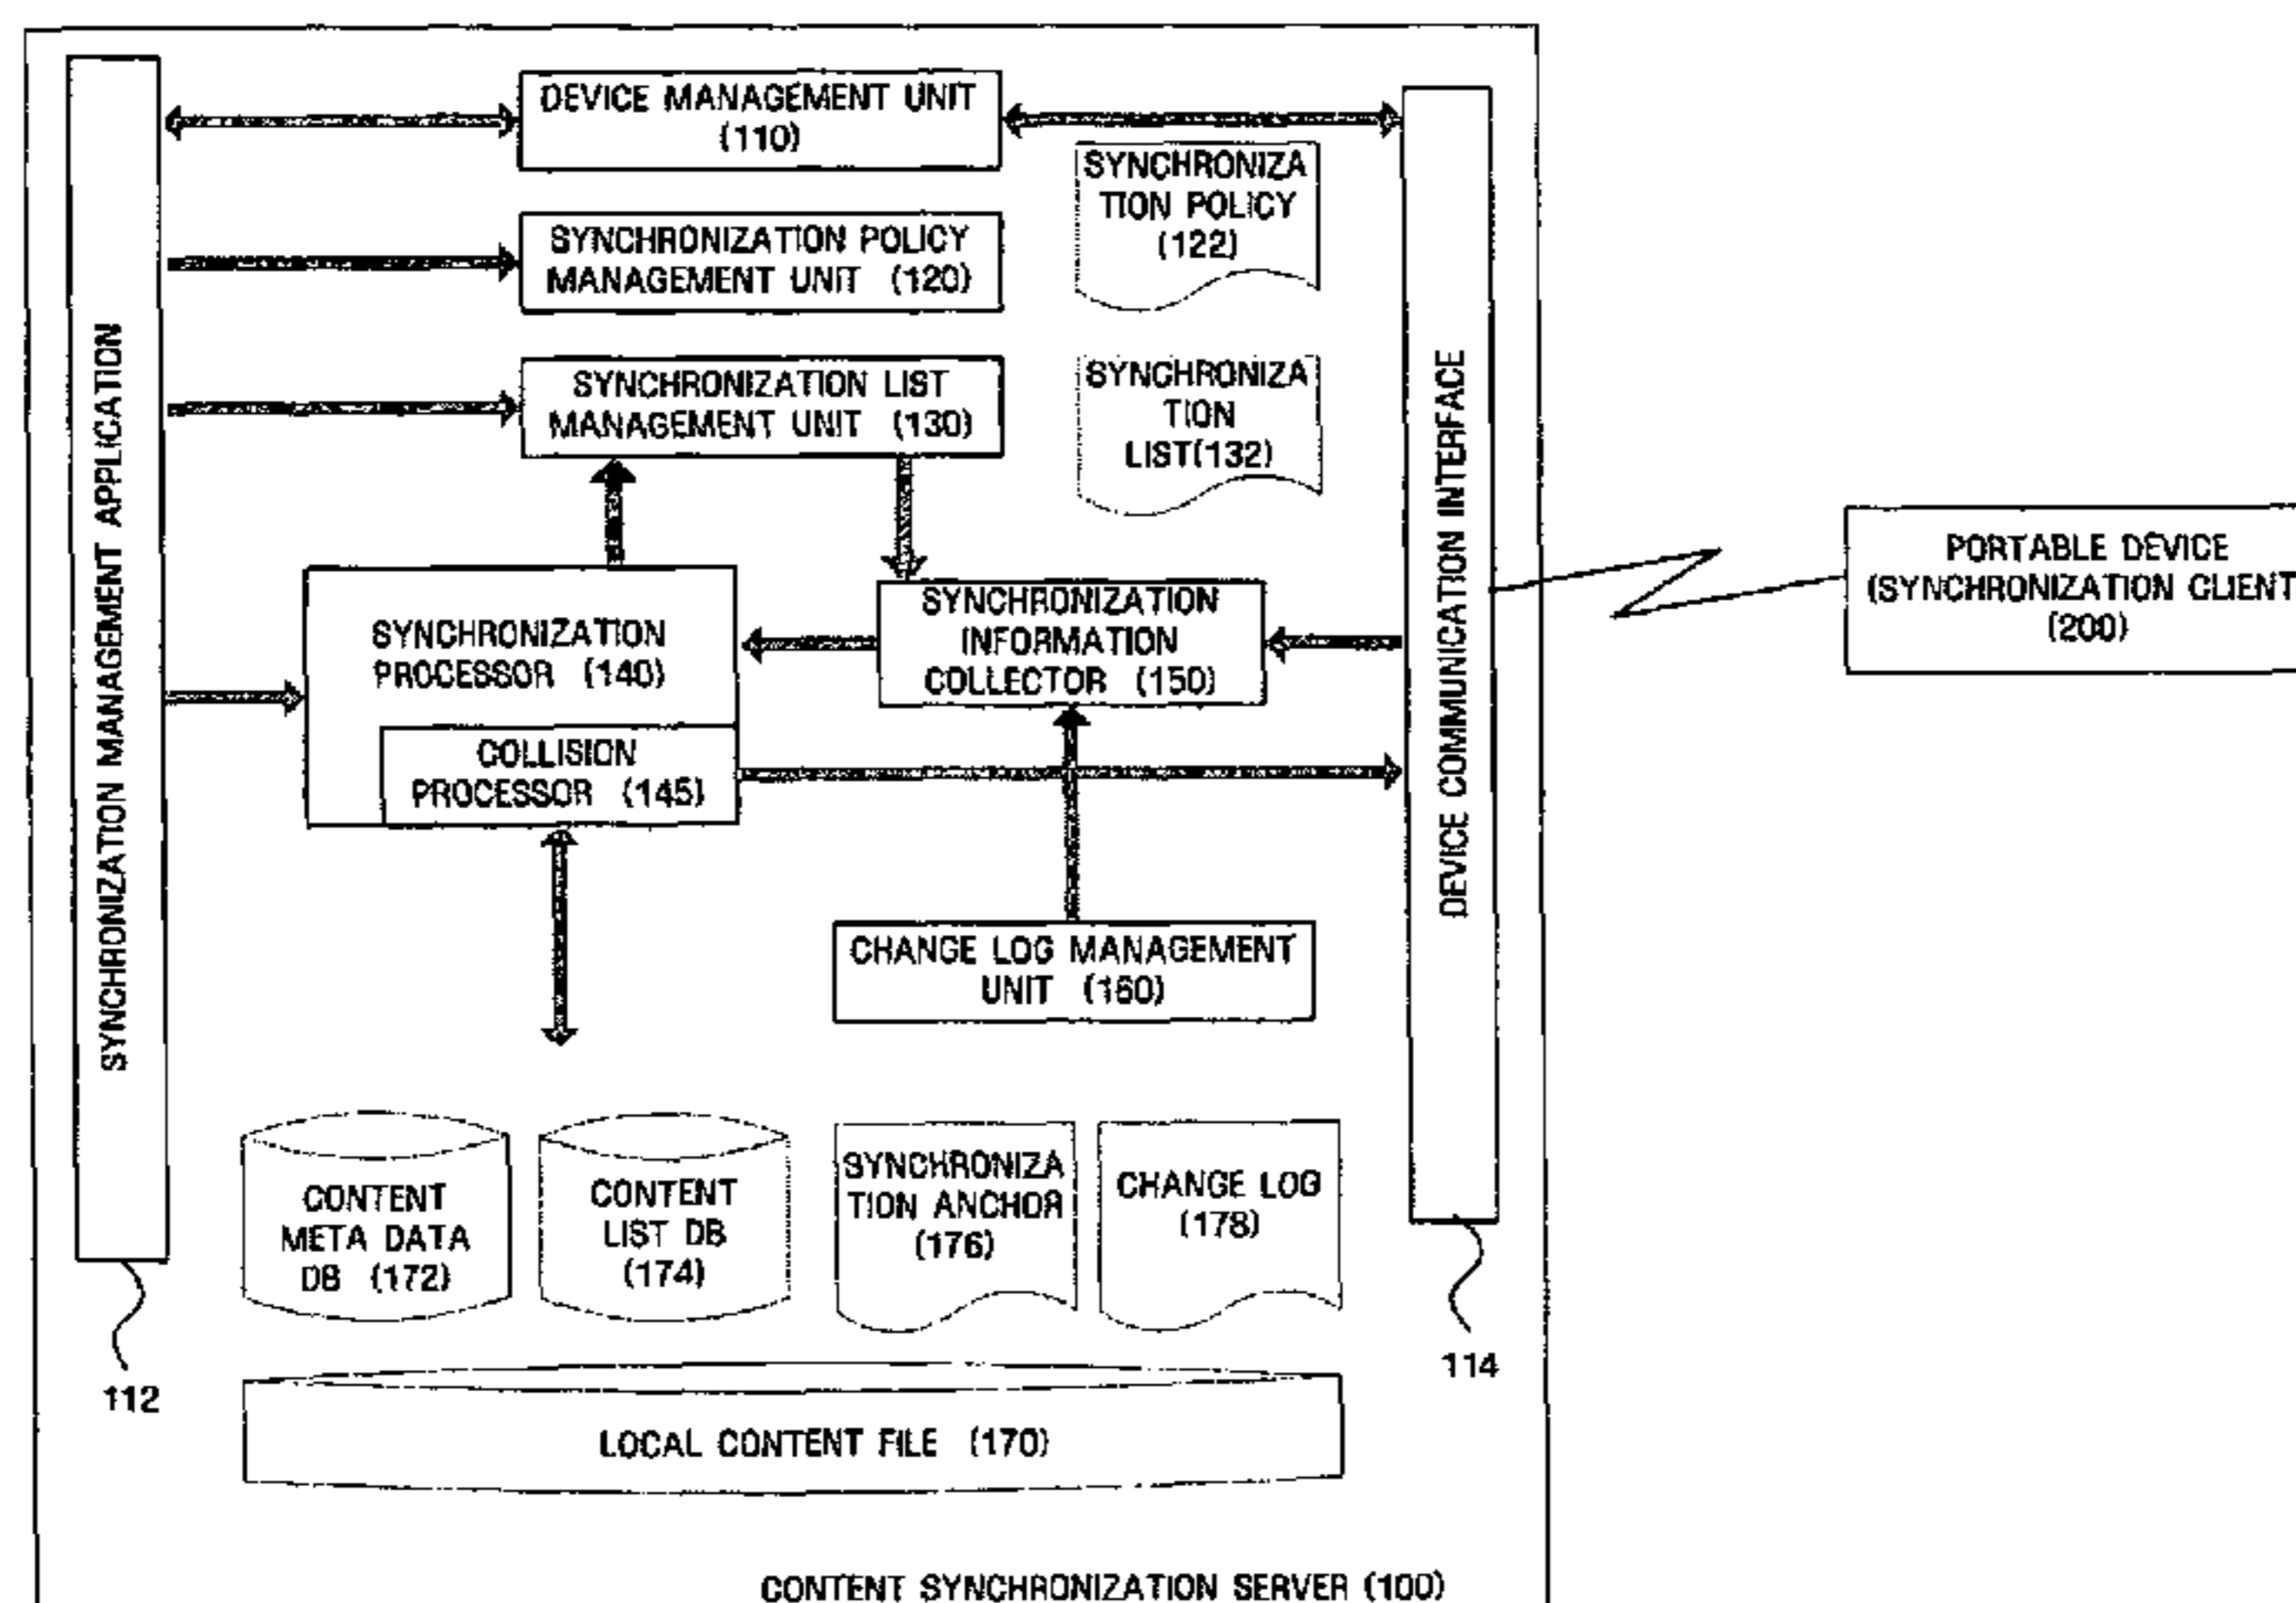 DEVICE MANAGEMENT UNIT
(110)
SYNCHRONIZA
TION POLICY
(122)
SYNCHRONIZATION POLICY
MANAGEMENT UNIT (120)
SYNCHRONIZATION LIST
MANAGEMENT UNIT (130)
SYNCHRONIZA
TION
LIST(132)
SYNCHRONIZATION MANAGEMENT APPLICATION
DEVICE COMMUNICATION INTERFACE
PORTABLE DEVICE
(SYNCHRONIZATION CLIENT
(200)
SYNCHRONIZATION
PROCESSOR (140)
SYNCHRONIZATION
INFORMATION
COLLECTOR (150)
COLLISION
PROCESSOR (145)
CHANGE LOG MANAGEMENT
UNIT (160)
CONTENT
META DATA
DB (172)
CONTENT
LIST DB
(174)
SYNCHRONIZA
TION ANCHOR
(176)
CHANGE LOG
(178)
112
114
LOCAL CONTENT FILE (170)
CONTENT SYNCHRONIZATION SERVER (100)